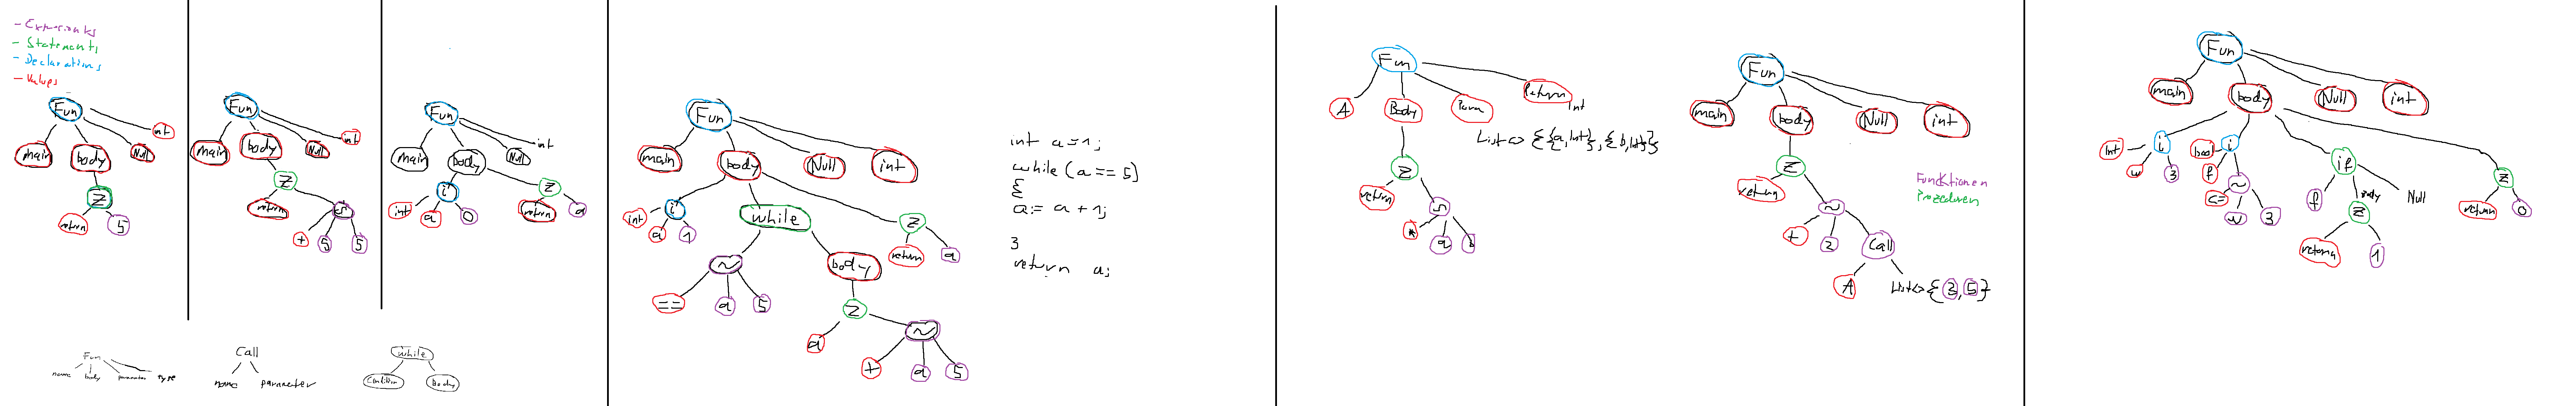 - Statements
- Declarations
- Values
Fun
main body Null int
Z
return 5
Fun
main body Null int
Z
return
+ 5 5
Fun
main body Null int
i Z
int a 0 return a
Fun
name body parameter type
Call
name parameter
while
Condition body
Fun
main body Null int
i while Z
int a 1 return a
~ body
== a 5 Z
a ~
+ a 5
int a = 1;
while (a == 5)
{
a := a + 1;
}
return a;
Fun
A Body Param Return int
List<> {{a,int},{b,int}}
Z
return
* a b
Fun
main body Null int
Z
return ~
+ 2 Call
A List<>{3,5}
Funktionen
Prozeduren
Fun
main body Null int
i i if Z
int w 3 bool f ~ f Body Null return 0
<= w 3 Z
return 1